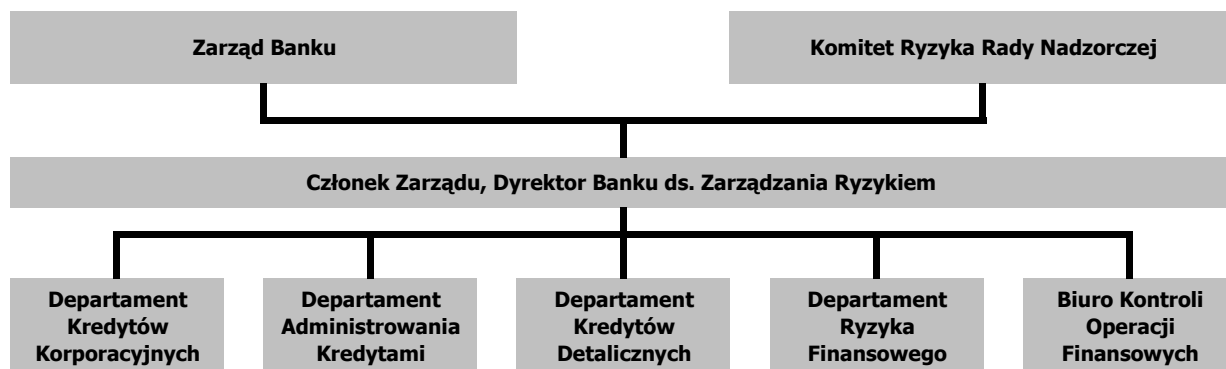 Zarząd Banku
Komitet Ryzyka Rady Nadzorczej
Członek Zarządu, Dyrektor Banku ds. Zarządzania Ryzykiem
Departament
Kredytów
Korporacyjnych
Departament
Administrowania
Kredytami
Departament
Kredytów
Detalicznych
Departament
Ryzyka
Finansowego
Biuro Kontroli
Operacji
Finansowych